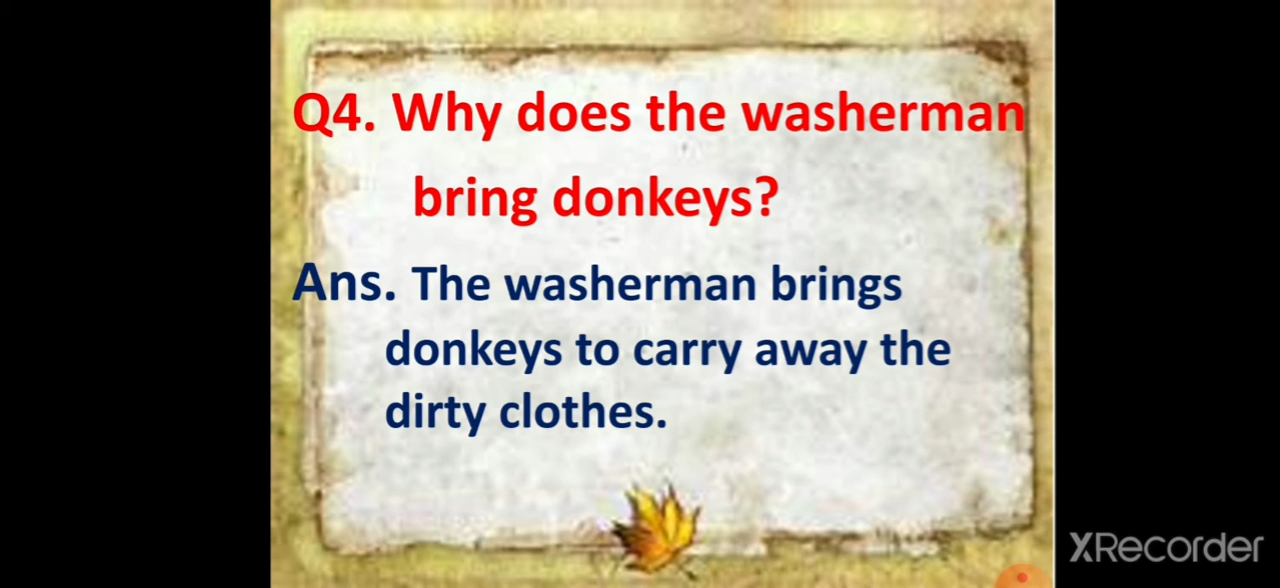 Q4. Why does the washerman
bring donkeys?
Ans. The washerman brings
donkeys to carry away the
dirty clothes.
XRecorder